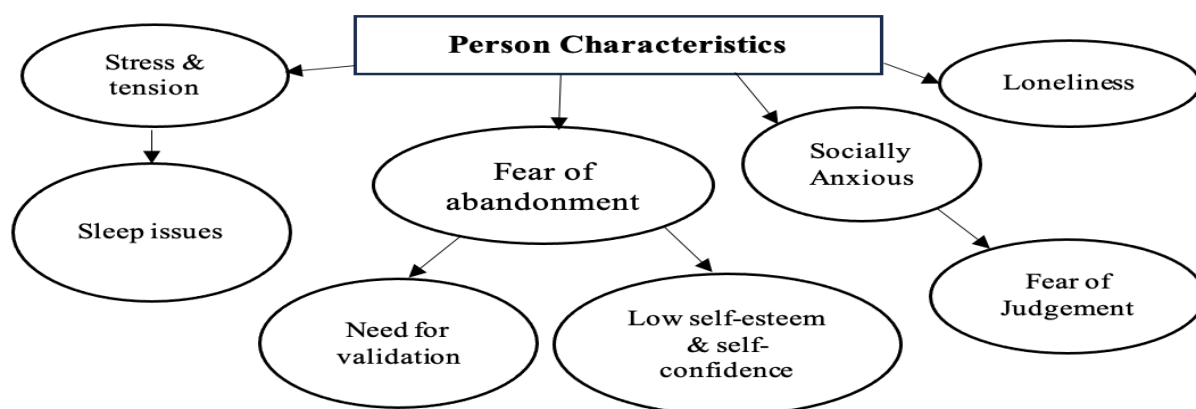 Person Characteristics
Stress &
tension
Loneliness
Socially
Anxious
Fear of
abandonment
Sleep issues
Fear of
Judgement
Need for
validation
Low self-esteem
& self-
confidence